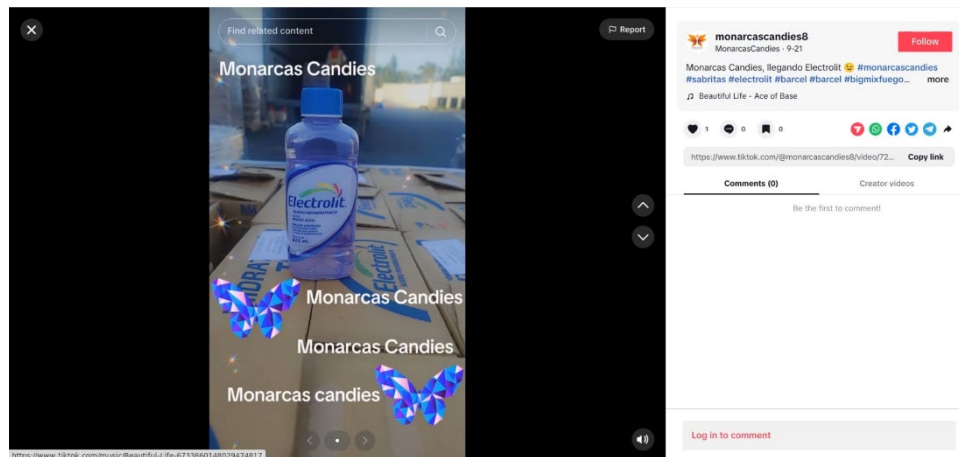 Find related content
Report
Monarcas Candies
Electrolit
Electrolit
Monarcas Candies
Monarcas Candies
Monarcas candies
https://www.tiktok.com/music/Beautiful-Life-6733660148029474817
monarcascandies8
MonarcasCandies · 9-21
Follow
Monarcas Candies, llegando Electrolit 😉 #monarcascandies
#sabritas #electrolit #barcel #barcel #bigmixfuego... more
Beautiful Life - Ace of Base
1
0
0
https://www.tiktok.com/@monarcascandies8/video/72...
Copy link
Comments (0)
Creator videos
Be the first to comment!
Log in to comment